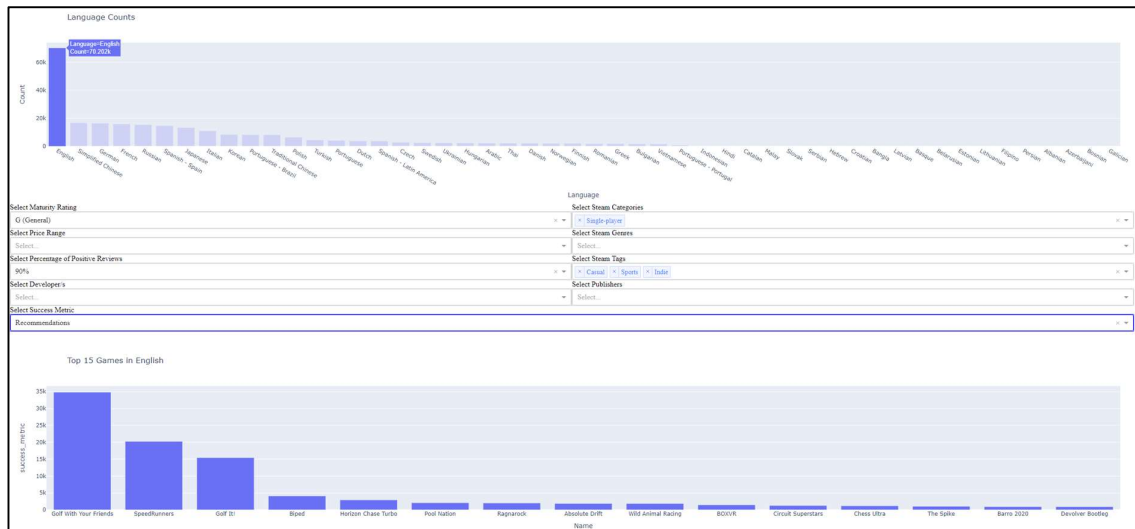 Language Counts
Language=English
Count=70.202k
60k
40k
20k
0
Count
English
Simplified Chinese
German
French
Russian
Spanish - Spain
Japanese
Italian
Korean
Portuguese - Brazil
Traditional Chinese
Polish
Turkish
Portuguese
Dutch
Spanish - Latin America
Czech
Swedish
Ukrainian
Hungarian
Arabic
Thai
Danish
Norwegian
Finnish
Romanian
Greek
Bulgarian
Vietnamese
Portuguese - Portugal
Indonesian
Hindi
Catalan
Malay
Slovak
Serbian
Hebrew
Croatian
Bangla
Latvian
Basque
Belarusian
Estonian
Lithuanian
Filipino
Persian
Albanian
Azerbaijani
Bosnian
Galician
Language
Select Maturity Rating
G (General)
Select Steam Categories
× Single-player
Select Price Range
Select...
Select Steam Genres
Select...
Select Percentage of Positive Reviews
90%
Select Steam Tags
× Casual × Sports × Indie
Select Developer/s
Select...
Select Publishers
Select...
Select Success Metric
Recommendations
Top 15 Games in English
35k
30k
25k
20k
15k
10k
5k
0
success_metric
Golf With Your Friends
SpeedRunners
Golf It!
Biped
Horizon Chase Turbo
Pool Nation
Ragnarock
Absolute Drift
Wild Animal Racing
BOXVR
Circuit Superstars
Chess Ultra
The Spike
Barro 2020
Devolver Bootleg
Name